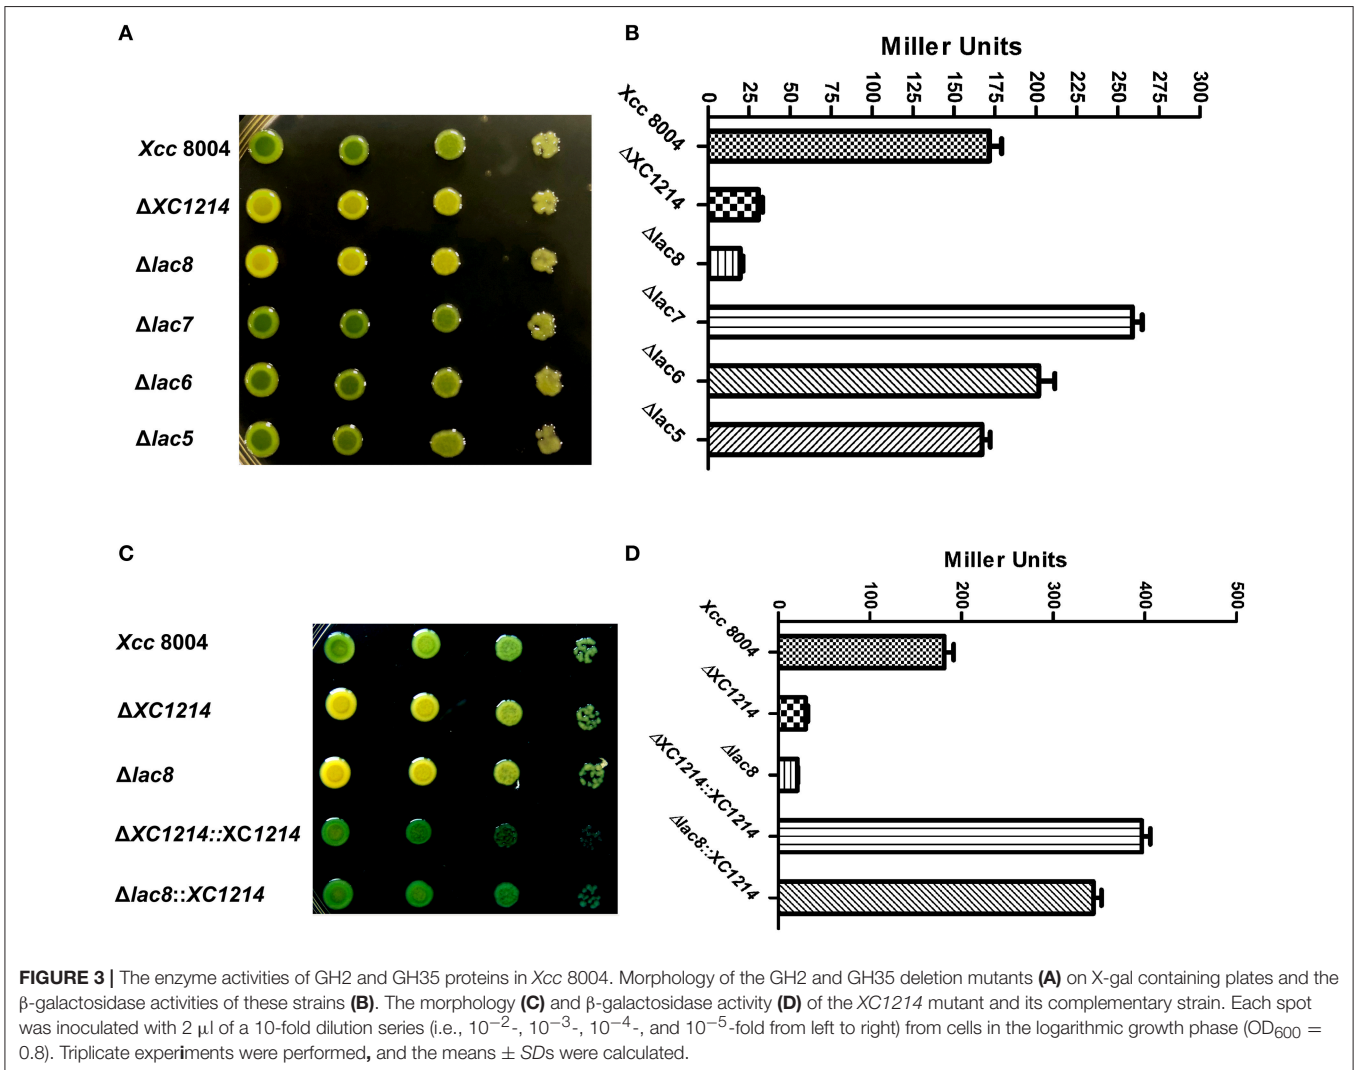 A
Xcc 8004
ΔXC1214
Δlac8
Δlac7
Δlac6
Δlac5
B
Miller Units
0
25
50
75
100
125
150
175
200
225
250
275
300
Xcc 8004
ΔXC1214
Δlac8
Δlac7
Δlac6
Δlac5
C
Xcc 8004
ΔXC1214
Δlac8
ΔXC1214::XC1214
Δlac8::XC1214
D
Miller Units
0
100
200
300
400
500
Xcc 8004
ΔXC1214
Δlac8
ΔXC1214::XC1214
Δlac8::XC1214
FIGURE 3 | The enzyme activities of GH2 and GH35 proteins in Xcc 8004. Morphology of the GH2 and GH35 deletion mutants (A) on X-gal containing plates and the
β-galactosidase activities of these strains (B). The morphology (C) and β-galactosidase activity (D) of the XC1214 mutant and its complementary strain. Each spot
was inoculated with 2 μl of a 10-fold dilution series (i.e., 10⁻²-, 10⁻³-, 10⁻⁴-, and 10⁻⁵-fold from left to right) from cells in the logarithmic growth phase (OD₆₀₀ =
0.8). Triplicate experiments were performed, and the means ± SDs were calculated.